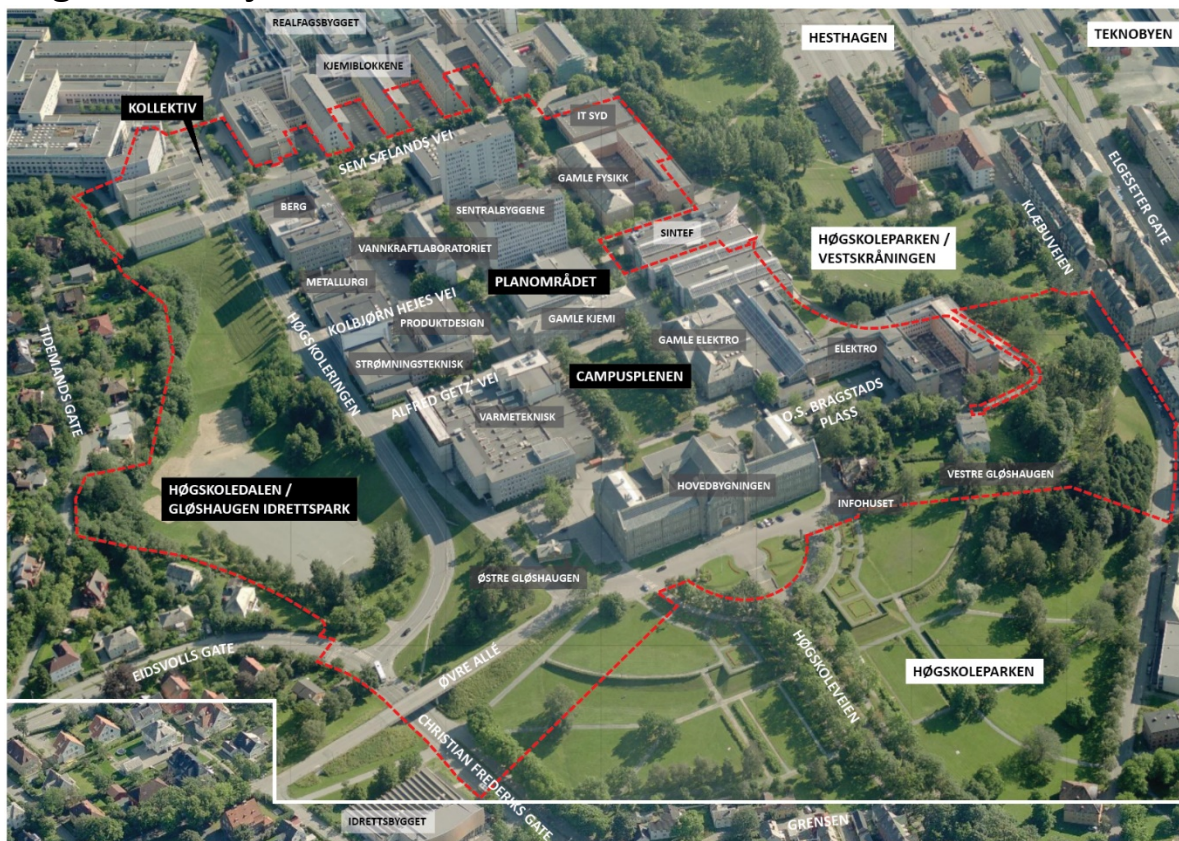 REALFAGSBYGGET
HESTHAGEN
TEKNOBYEN
KJEMIBLOKKENE
KOLLEKTIV
IT SYD
SEM SÆLANDS VEI
GAMLE FYSIKK
ELGESETER GATE
BERG
SENTRALBYGGENE
KLÆBUVEIEN
SINTEF
HØGSKOLEPARKEN /
VESTSKRÅNINGEN
VANNKRAFTLABORATORIET
METALLURGI
PLANOMRÅDET
KOLBJØRN HEJES VEI
PRODUKTDESIGN
GAMLE KJEMI
GAMLE ELEKTRO
ELEKTRO
TIDEMANDS GATE
HØGSKOLERINGEN
STRØMNINGSTEKNISK
CAMPUSPLENEN
ALFRED GETZ' VEI
O.S. BRAGSTADS
PLASS
VARMETEKNISK
HØGSKOLEDALEN /
GLØSHAUGEN IDRETTSPARK
HOVEDBYGNINGEN
VESTRE GLØSHAUGEN
INFOHUSET
ØSTRE GLØSHAUGEN
EIDSVOLLS GATE
ØVRE ALLÉ
HØGSKOLEVEIEN
HØGSKOLEPARKEN
CHRISTIAN FREDERIKS GATE
IDRETTSBYGGET
GRENSEN